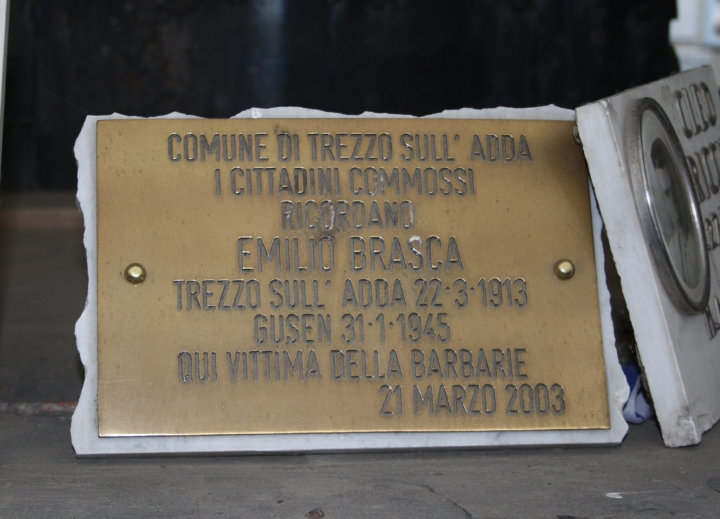 COMUNE DI TREZZO SULL' ADDA
I CITTADINI COMMOSSI
RICORDANO
EMILIO BRASCA
TREZZO SULL' ADDA 22·3·1913
GUSEN 31·1·1945
QUI VITTIMA DELLA BARBARIE
21 MARZO 2003
CLEO